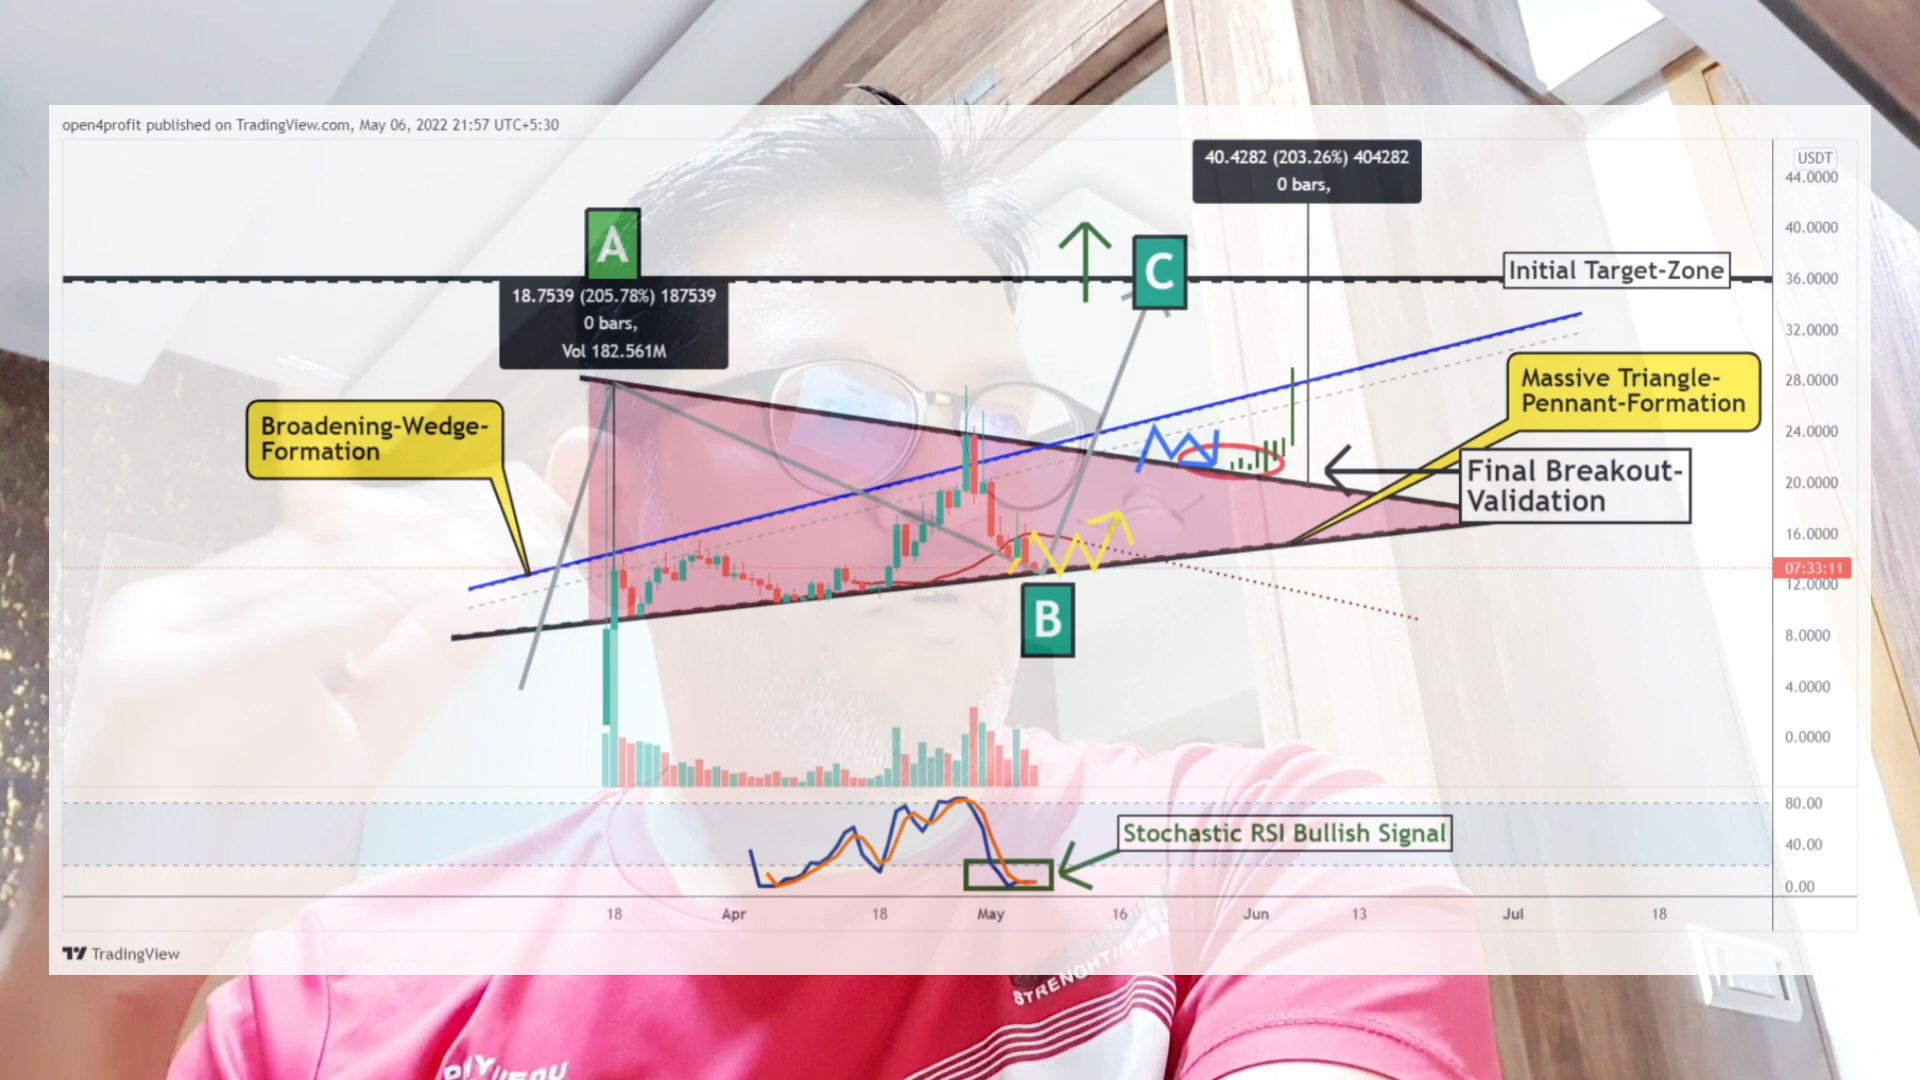 open4profit published on TradingView.com, May 06, 2022 21:57 UTC+5:30
40.4282 (203.26%) 404282
0 bars,
USDT
44.0000
40.0000
A
C
Initial Target-Zone
36.0000
18.7539 (205.78%) 187539
0 bars,
Vol 182.561M
32.0000
Massive Triangle-
Pennant-Formation
28.0000
Broadening-Wedge-
Formation
24.0000
Final Breakout-
Validation
20.0000
16.0000
07:33:11
12.0000
B
8.0000
4.0000
0.0000
Stochastic RSI Bullish Signal
80.00
40.00
0.00
18
Apr
18
May
16
Jun
13
Jul
18
TradingView
STRENGHT